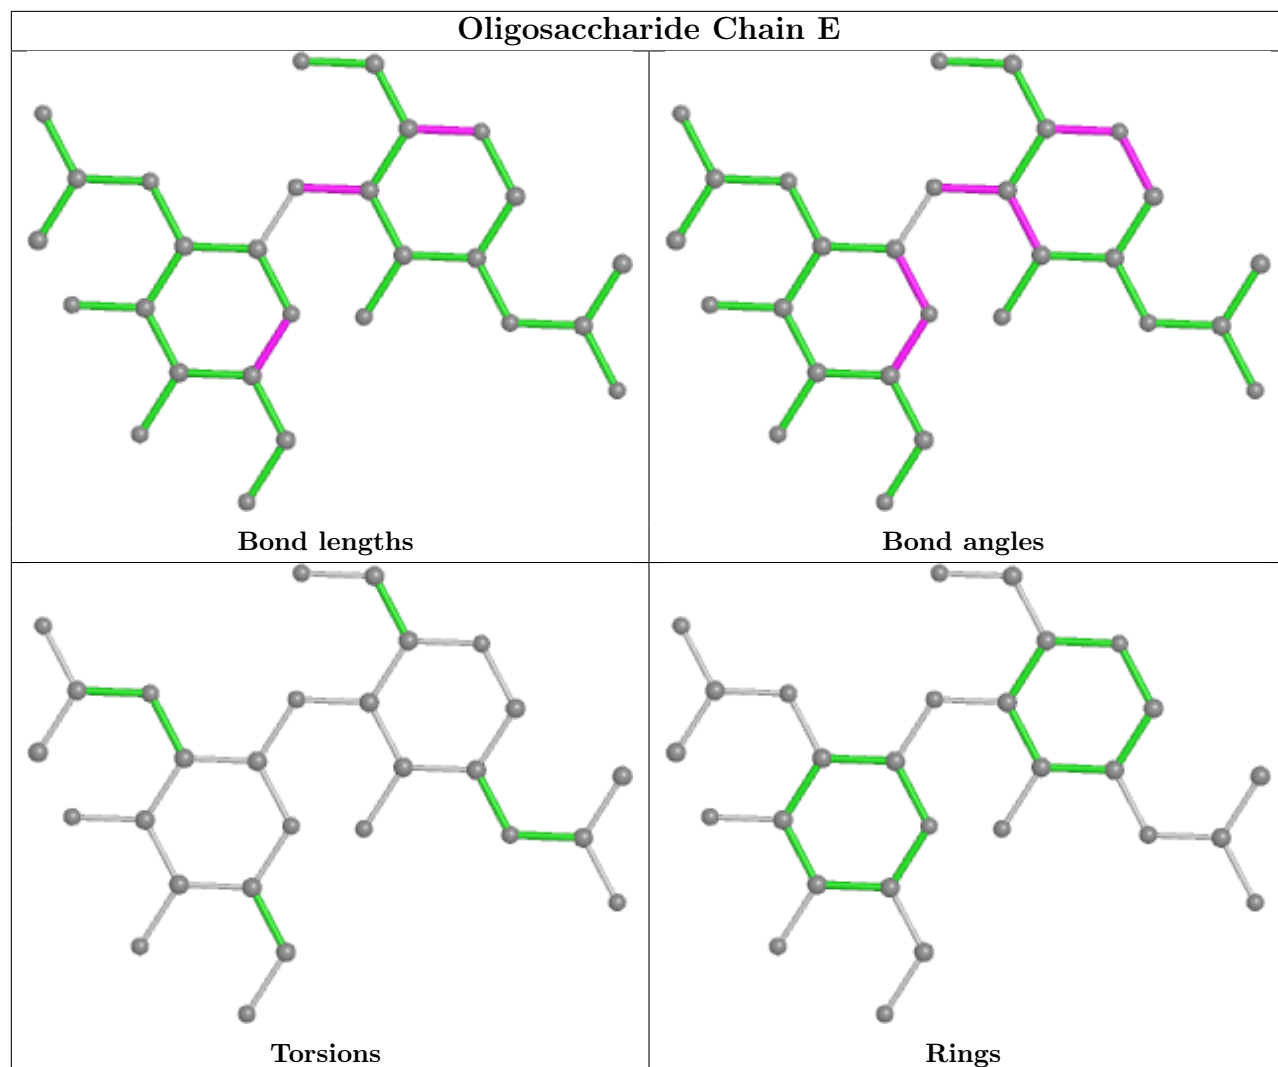 Oligosaccharide Chain E
Bond lengths
Bond angles
Torsions
Rings